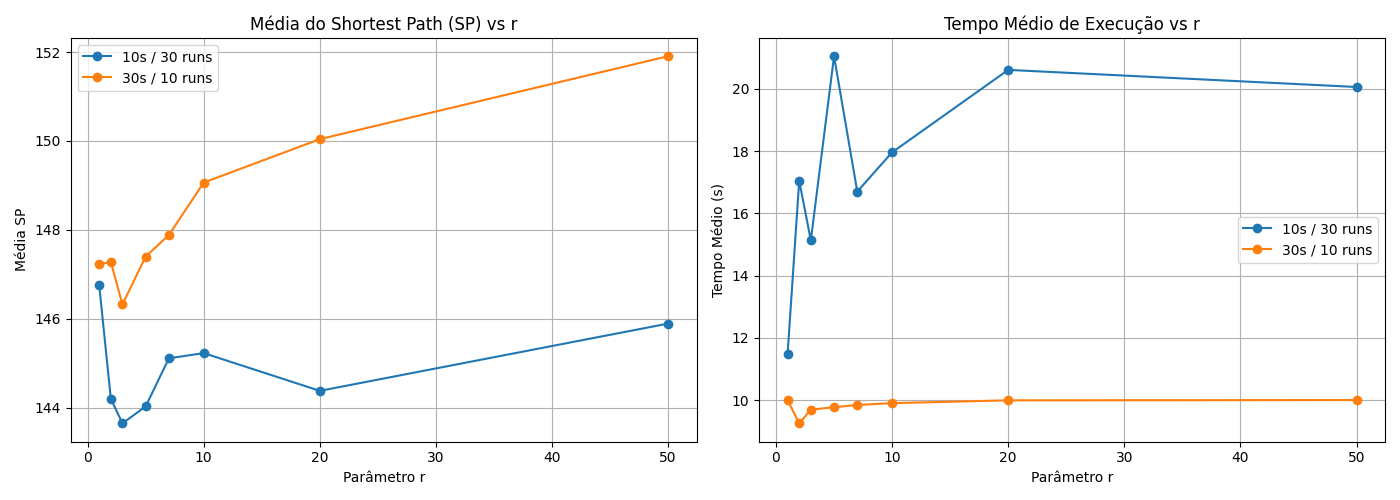 Média do Shortest Path (SP) vs r
10s / 30 runs
30s / 10 runs
152
150
148
146
144
Média SP
0
10
20
30
40
50
Parâmetro r
Tempo Médio de Execução vs r
20
18
16
14
12
10
Tempo Médio (s)
10s / 30 runs
30s / 10 runs
0
10
20
30
40
50
Parâmetro r